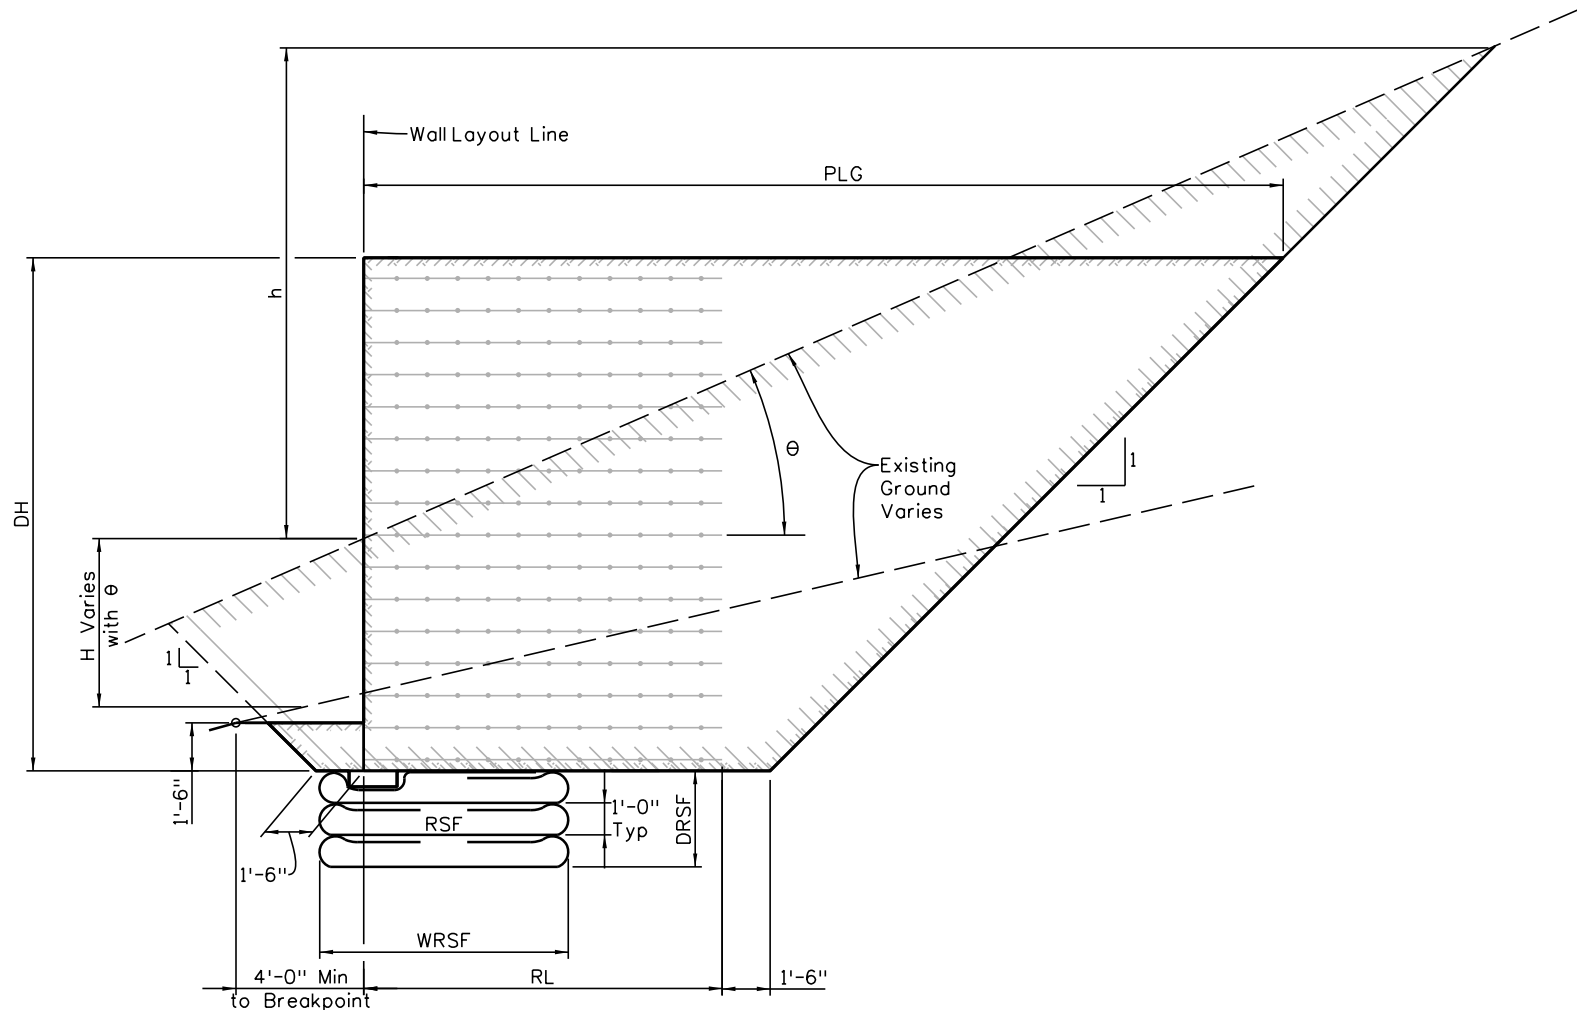 Wall Layout Line
PLG
h
θ
1
1
Existing
Ground
Varies
DH
H Varies
with θ
1
1
1'-6"
RSF
1'-0"
Typ
DRSF
1'-6"
WRSF
4'-0" Min
to Breakpoint
RL
1'-6"